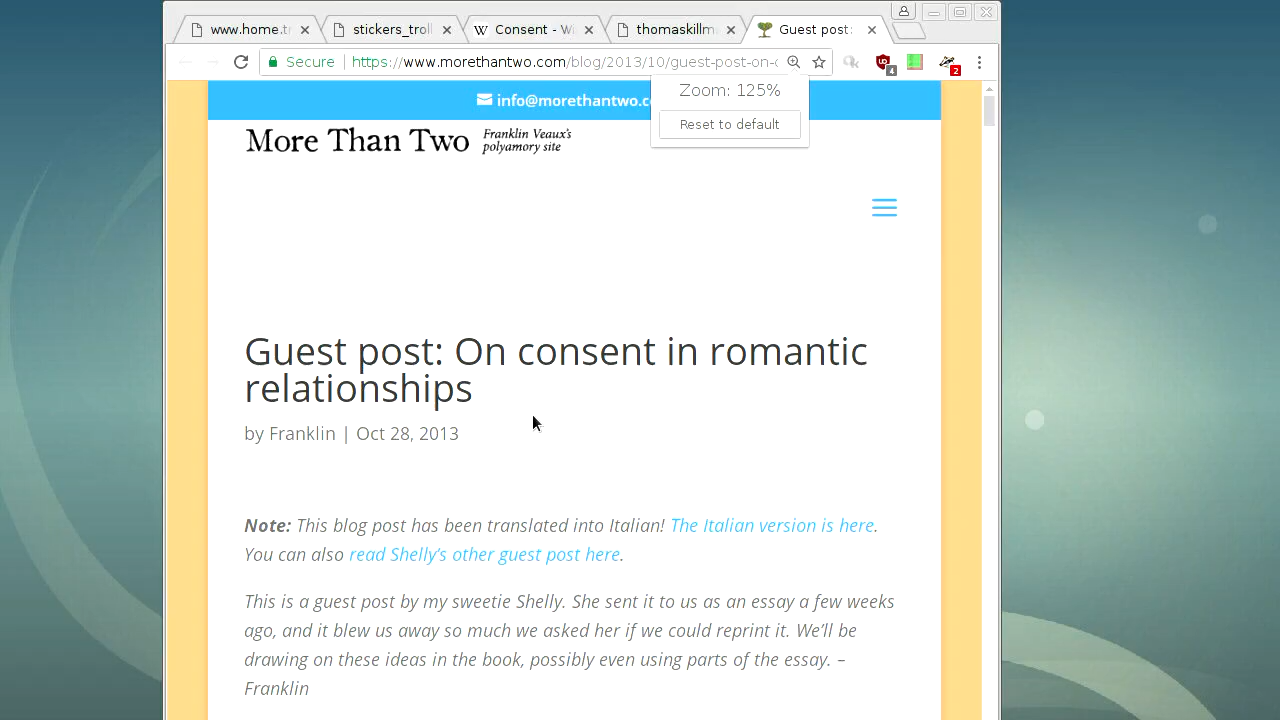 www.home.tr
stickers_troll
Consent - Wi
thomaskillm
Guest post:
Secure
https://www.morethantwo.com/blog/2013/10/guest-post-on-c
4
2
Zoom: 125%
Reset to default
info@morethantwo.co
More Than Two
Franklin Veaux's
polyamory site
Guest post: On consent in romantic
relationships
by Franklin | Oct 28, 2013
Note: This blog post has been translated into Italian! The Italian version is here.
You can also read Shelly’s other guest post here.
This is a guest post by my sweetie Shelly. She sent it to us as an essay a few weeks
ago, and it blew us away so much we asked her if we could reprint it. We’ll be
drawing on these ideas in the book, possibly even using parts of the essay. –
Franklin